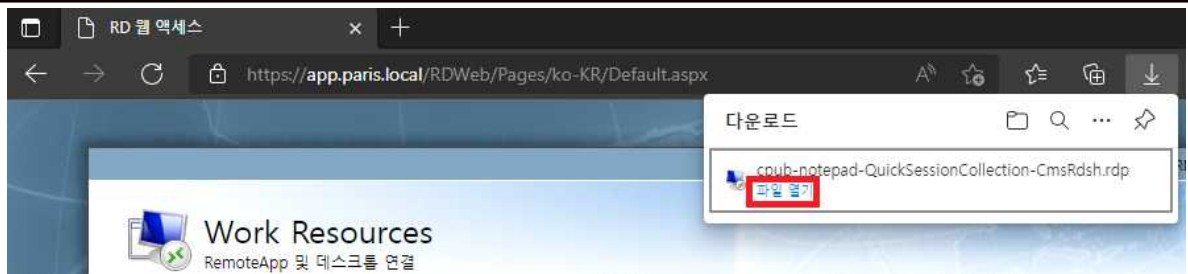 RD 웹 액세스
https://app.paris.local/RDWeb/Pages/ko-KR/Default.aspx
다운로드
cpub-notepad-QuickSessionCollection-CmsRdsh.rdp
파일 열기
Work Resources
RemoteApp 및 데스크톱 연결